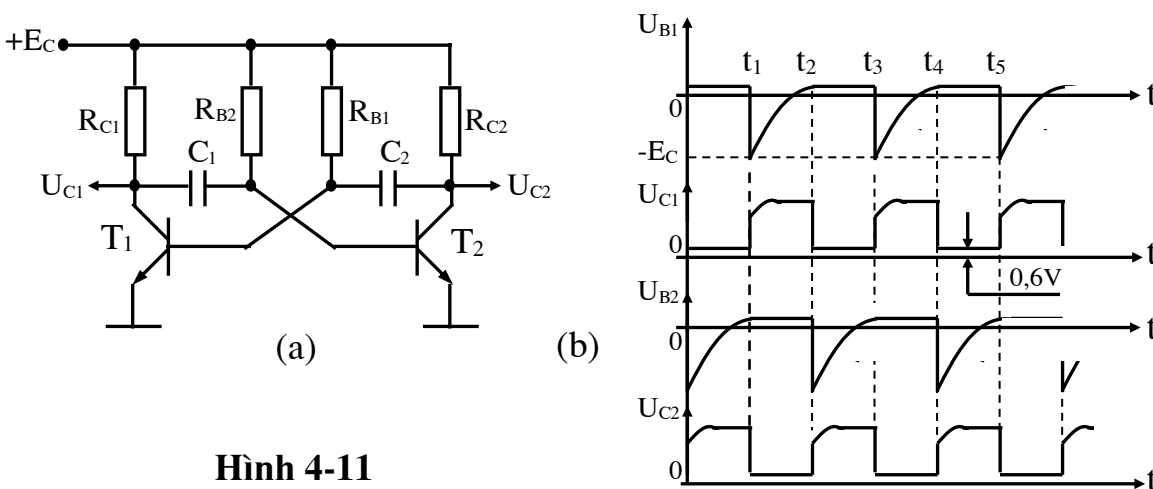 +E_C
R_C1
R_B2
R_B1
R_C2
C_1
C_2
U_C1
U_C2
T_1
T_2
(a)
(b)
Hình 4-11
U_B1
t_1 t_2 t_3 t_4 t_5
0
t
-E_C
U_C1
0
t
0,6V
U_B2
0
t
U_C2
0
t